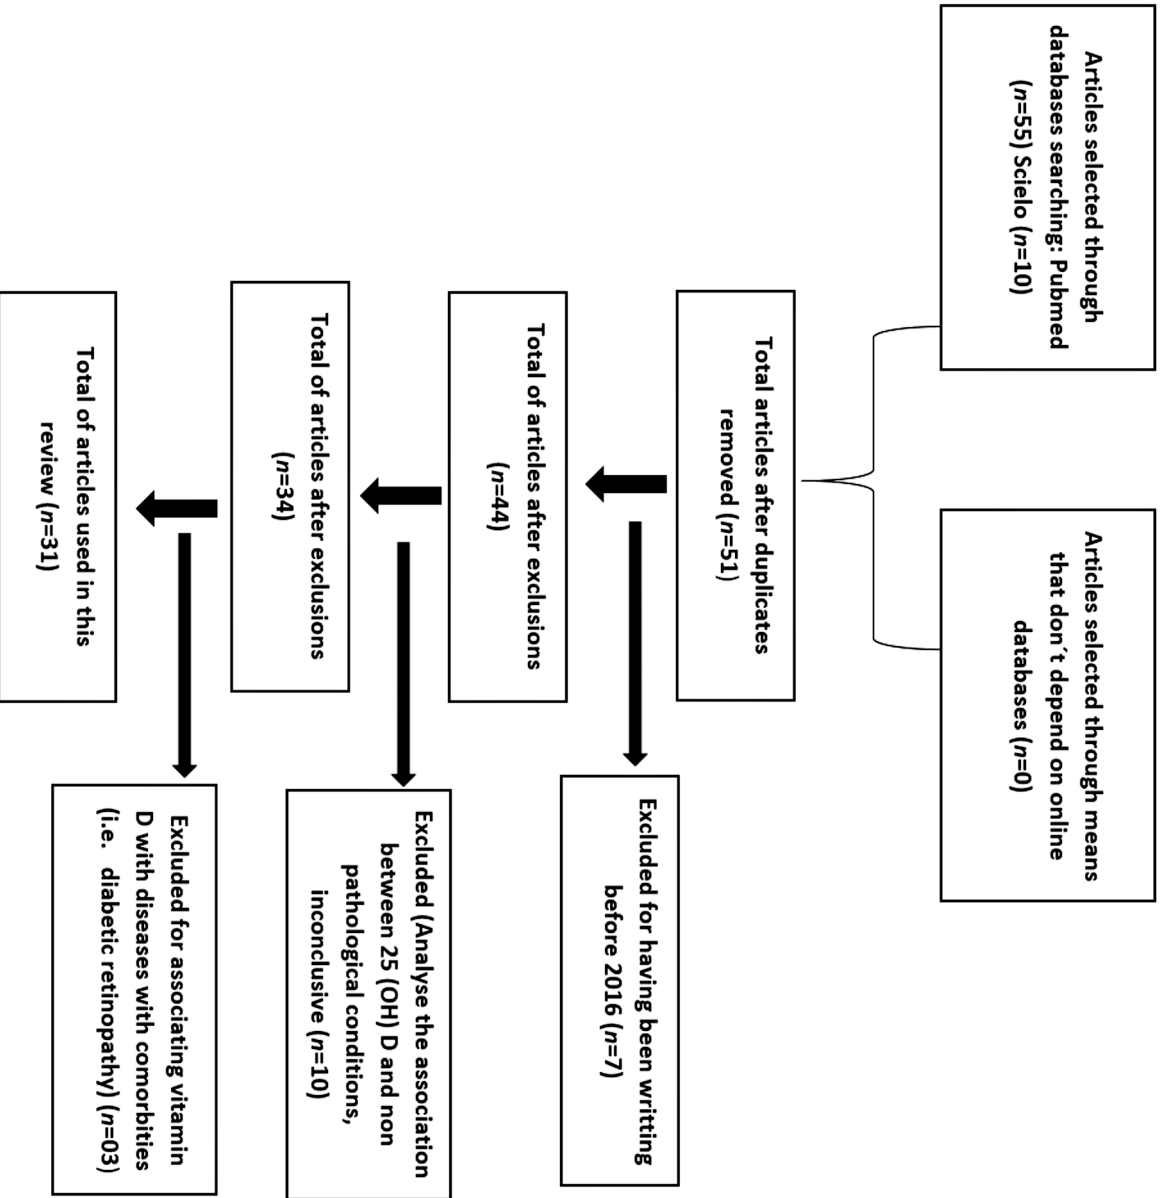 Articles selected through
databases searching: Pubmed
(n=55) Scielo (n=10)
Articles selected through means
that don´t depend on online
databases (n=0)
Total articles after duplicates
removed (n=51)
Excluded for having been writting
before 2016 (n=7)
Total of articles after exclusions
(n=44)
Excluded (Analyse the association
between 25 (OH) D and non
pathological conditions,
inconclusive (n=10)
Total of articles after exclusions
(n=34)
Excluded for associating vitamin
D with diseases with comorbities
(i.e. diabetic retinopathy) (n=03)
Total of articles used in this
review (n=31)